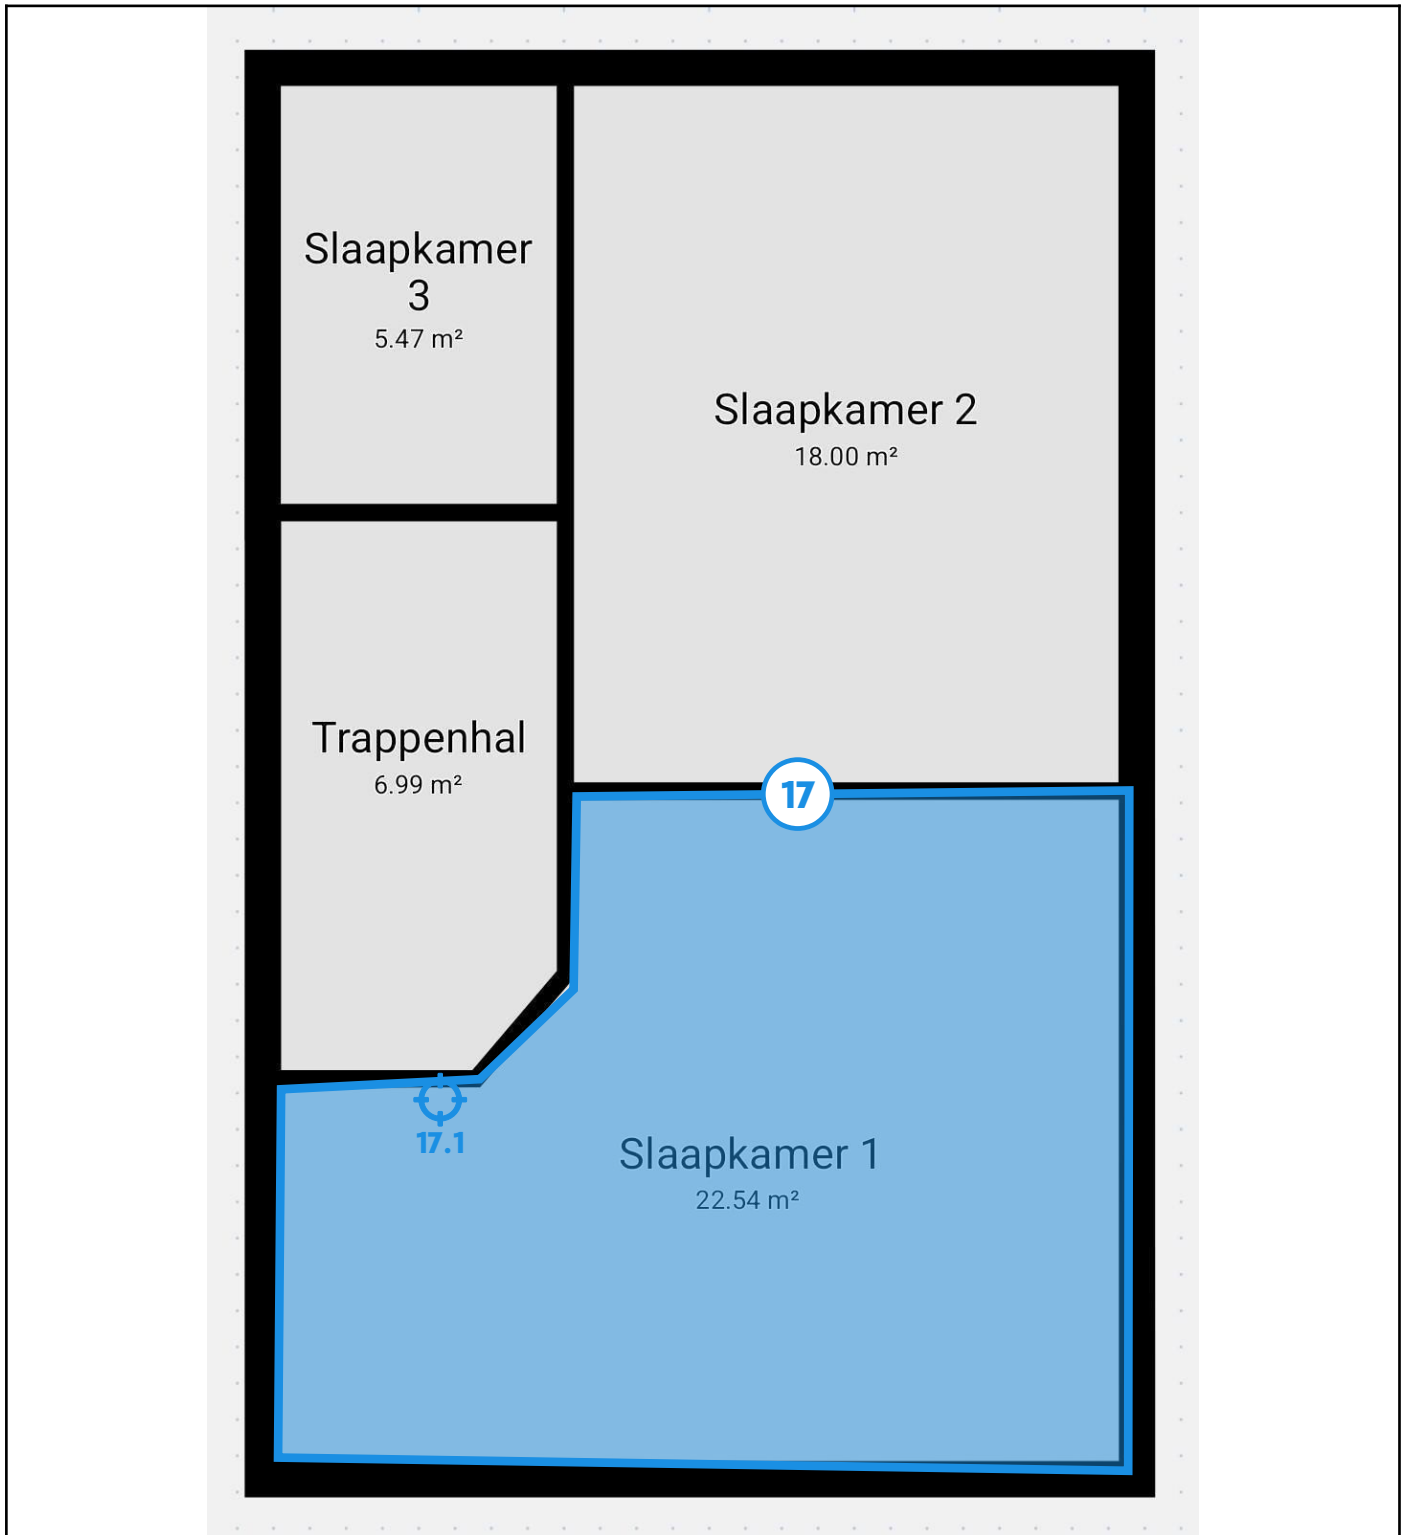 Slaapkamer
3
5.47 m²
Slaapkamer 2
18.00 m²
Trappenhal
6.99 m²
17
17.1
Slaapkamer 1
22.54 m²